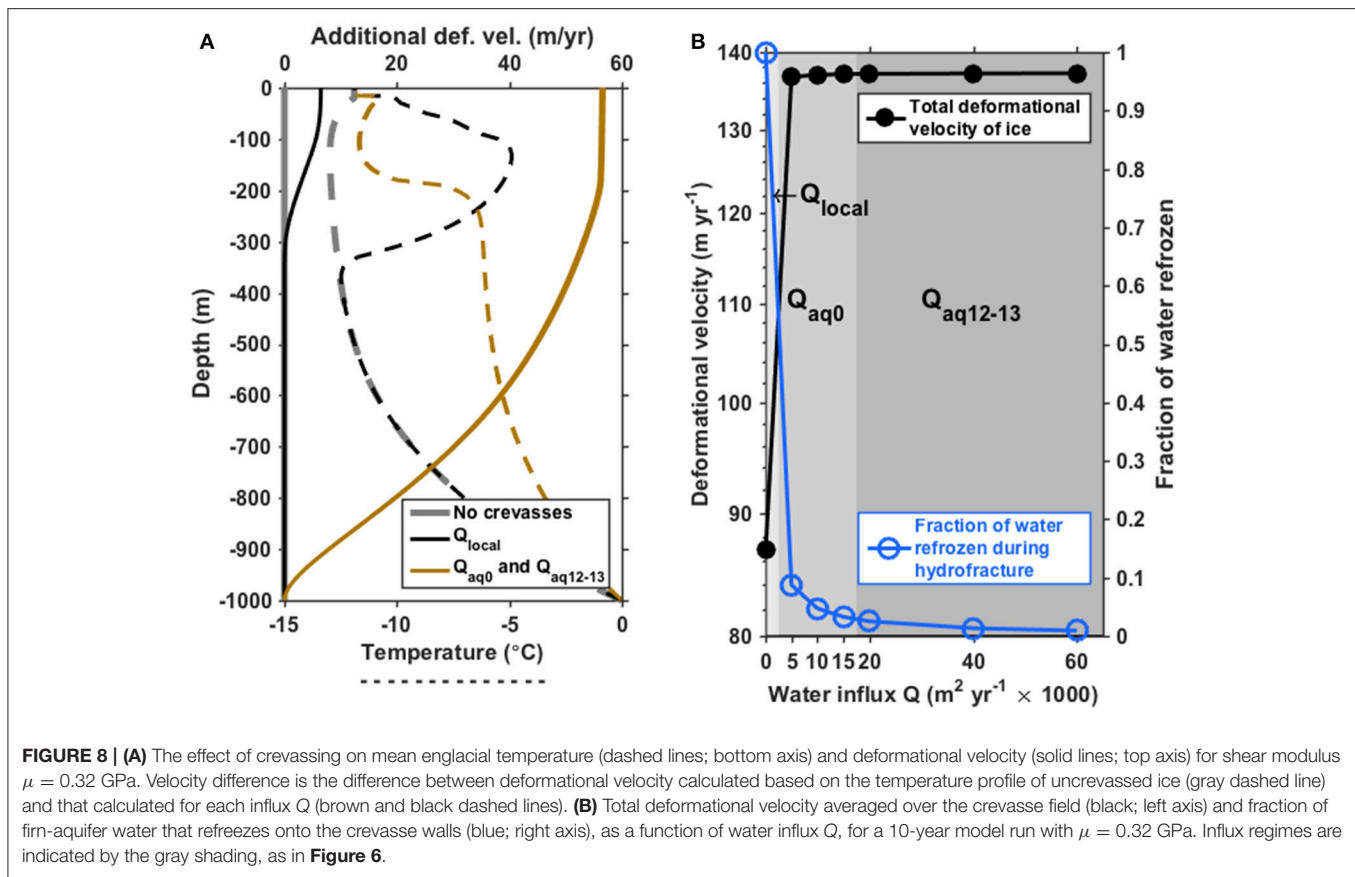 A
Additional def. vel. (m/yr)
0 20 40 60
0
-100
-200
-300
-400
-500
-600
-700
-800
-900
-1000
Depth (m)
No crevasses
Q_local
Q_aq0 and Q_aq12-13
-15 -10 -5 0
Temperature (°C)
B
140
130
120
110
100
90
80
Deformational velocity (m yr⁻¹)
Total deformational
velocity of ice
Q_local
Q_aq0
Q_aq12-13
Fraction of water
refrozen during
hydrofracture
1
0.9
0.8
0.7
0.6
0.5
0.4
0.3
0.2
0.1
0
Fraction of water refrozen
0 5 10 15 20 40 60
Water influx Q (m² yr⁻¹ × 1000)
FIGURE 8 | (A) The effect of crevassing on mean englacial temperature (dashed lines; bottom axis) and deformational velocity (solid lines; top axis) for shear modulus
μ = 0.32 GPa. Velocity difference is the difference between deformational velocity calculated based on the temperature profile of uncrevassed ice (gray dashed line)
and that calculated for each influx Q (brown and black dashed lines). (B) Total deformational velocity averaged over the crevasse field (black; left axis) and fraction of
firn-aquifer water that refreezes onto the crevasse walls (blue; right axis), as a function of water influx Q, for a 10-year model run with μ = 0.32 GPa. Influx regimes are
indicated by the gray shading, as in Figure 6.